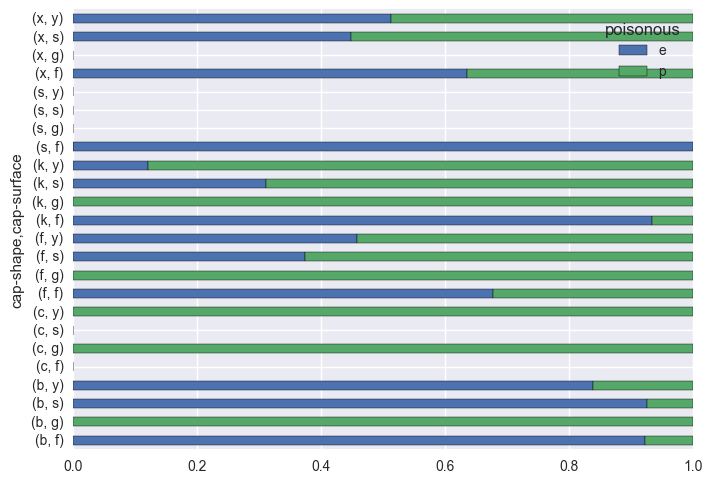 (x, y)
(x, s)
(x, g)
(x, f)
(s, y)
(s, s)
(s, g)
(s, f)
(k, y)
(k, s)
(k, g)
(k, f)
(f, y)
(f, s)
(f, g)
(f, f)
(c, y)
(c, s)
(c, g)
(c, f)
(b, y)
(b, s)
(b, g)
(b, f)
cap-shape,cap-surface
0.0 0.2 0.4 0.6 0.8 1.0
poisonous
e
p